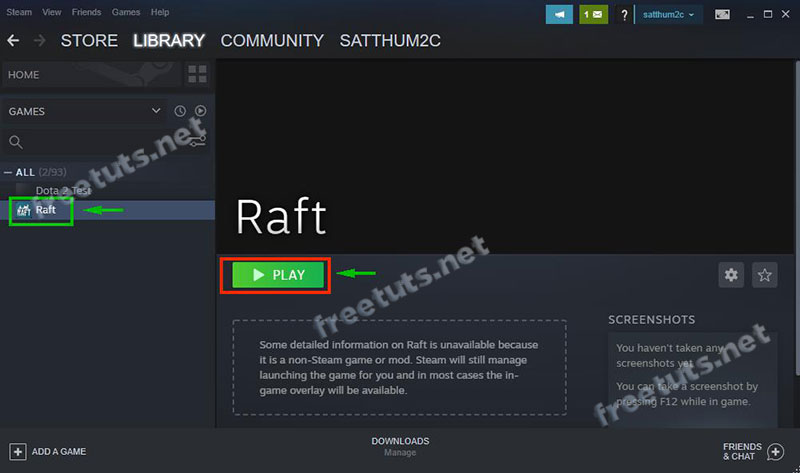 Steam View Friends Games Help
1
?
satthum2c
STORE LIBRARY COMMUNITY SATTHUM2C
HOME
GAMES
ALL (2/93)
Dota 2 Test
Raft
Raft
PLAY
Some detailed information on Raft is unavailable because
it is a non-Steam game or mod. Steam will still manage
launching the game for you and in most cases the in-
game overlay will be available.
SCREENSHOTS
You haven't taken any
screenshots yet
You can take a screenshot by
pressing F12 while in game.
ADD A GAME
DOWNLOADS
Manage
FRIENDS
& CHAT
freetuts.net
freetuts.net
freetuts.net